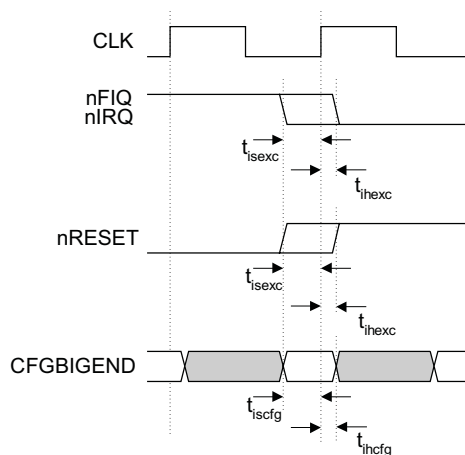 CLK
nFIQ
nIRQ
tisexc
tihexc
nRESET
tisexc
tihexc
CFGBIGEND
tiscfg
tihcfg